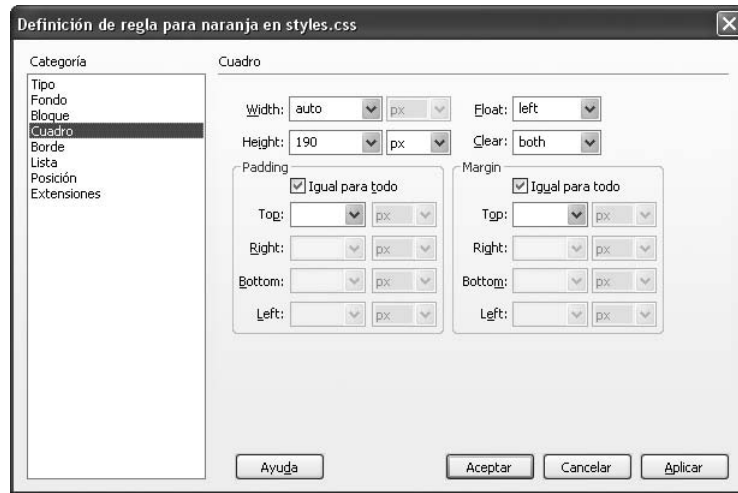 Definición de regla para naranja en styles.css
Categoría
Tipo
Fondo
Bloque
Cuadro
Borde
Lista
Posición
Extensiones
Cuadro
Width: auto px Float: left
Height: 190 px Clear: both
Padding
Igual para todo
Top: px
Right: px
Bottom: px
Left: px
Margin
Igual para todo
Top: px
Right: px
Bottom: px
Left: px
Ayuda Aceptar Cancelar Aplicar